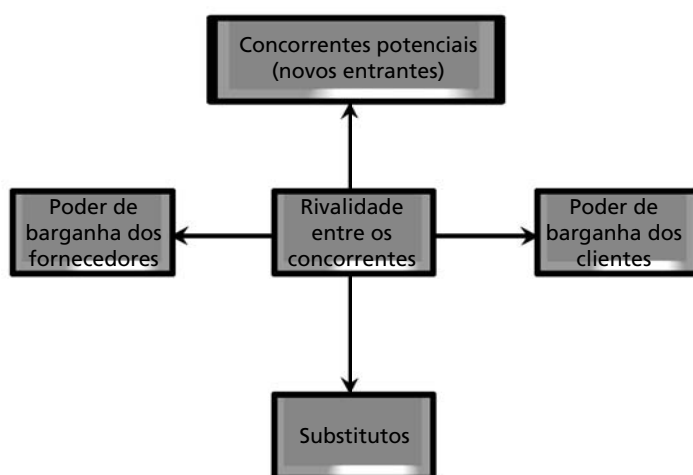 Concorrentes potenciais
(novos entrantes)
Poder de
barganha dos
fornecedores
Rivalidade
entre os
concorrentes
Poder de
barganha dos
clientes
Substitutos